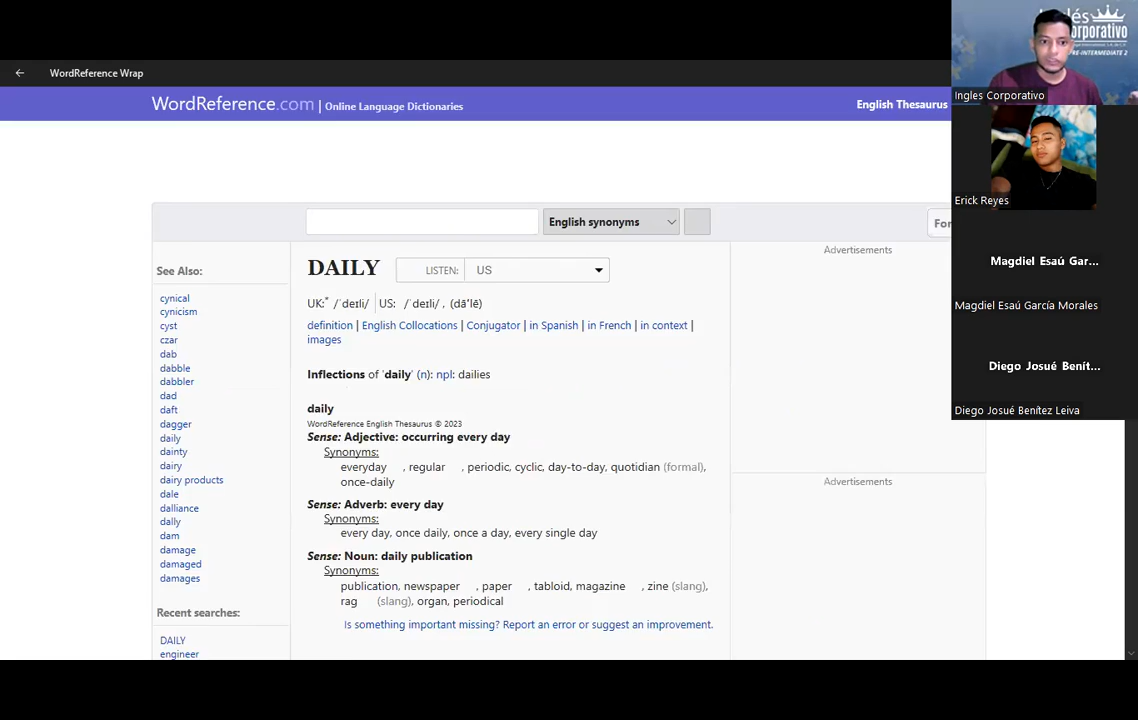 WordReference Wrap
WordReference.com | Online Language Dictionaries
English Thesaurus
English synonyms
For
See Also:
cynical
cynicism
cyst
czar
dab
dabble
dabbler
dad
daft
dagger
daily
dainty
dairy
dairy products
dale
dalliance
dally
dam
damage
damaged
damages
Recent searches:
DAILY
engineer
DAILY
LISTEN:
US
UK:* /ˈdeɪli/ US: /ˈdeɪli/ , (dā′lē)
definition | English Collocations | Conjugator | in Spanish | in French | in context |
images
Inflections of 'daily' (n): npl: dailies
daily
WordReference English Thesaurus © 2023
Sense: Adjective: occurring every day
Synonyms:
everyday , regular , periodic, cyclic, day-to-day, quotidian (formal),
once-daily
Sense: Adverb: every day
Synonyms:
every day, once daily, once a day, every single day
Sense: Noun: daily publication
Synonyms:
publication, newspaper , paper , tabloid, magazine , zine (slang),
rag (slang), organ, periodical
Is something important missing? Report an error or suggest an improvement.
Advertisements
Advertisements
PRE-INTERMEDIATE 2
Ingles Corporativo
Erick Reyes
Magdiel Esaú Gar...
Magdiel Esaú García Morales
Diego Josué Benít...
Diego Josué Benítez Leiva